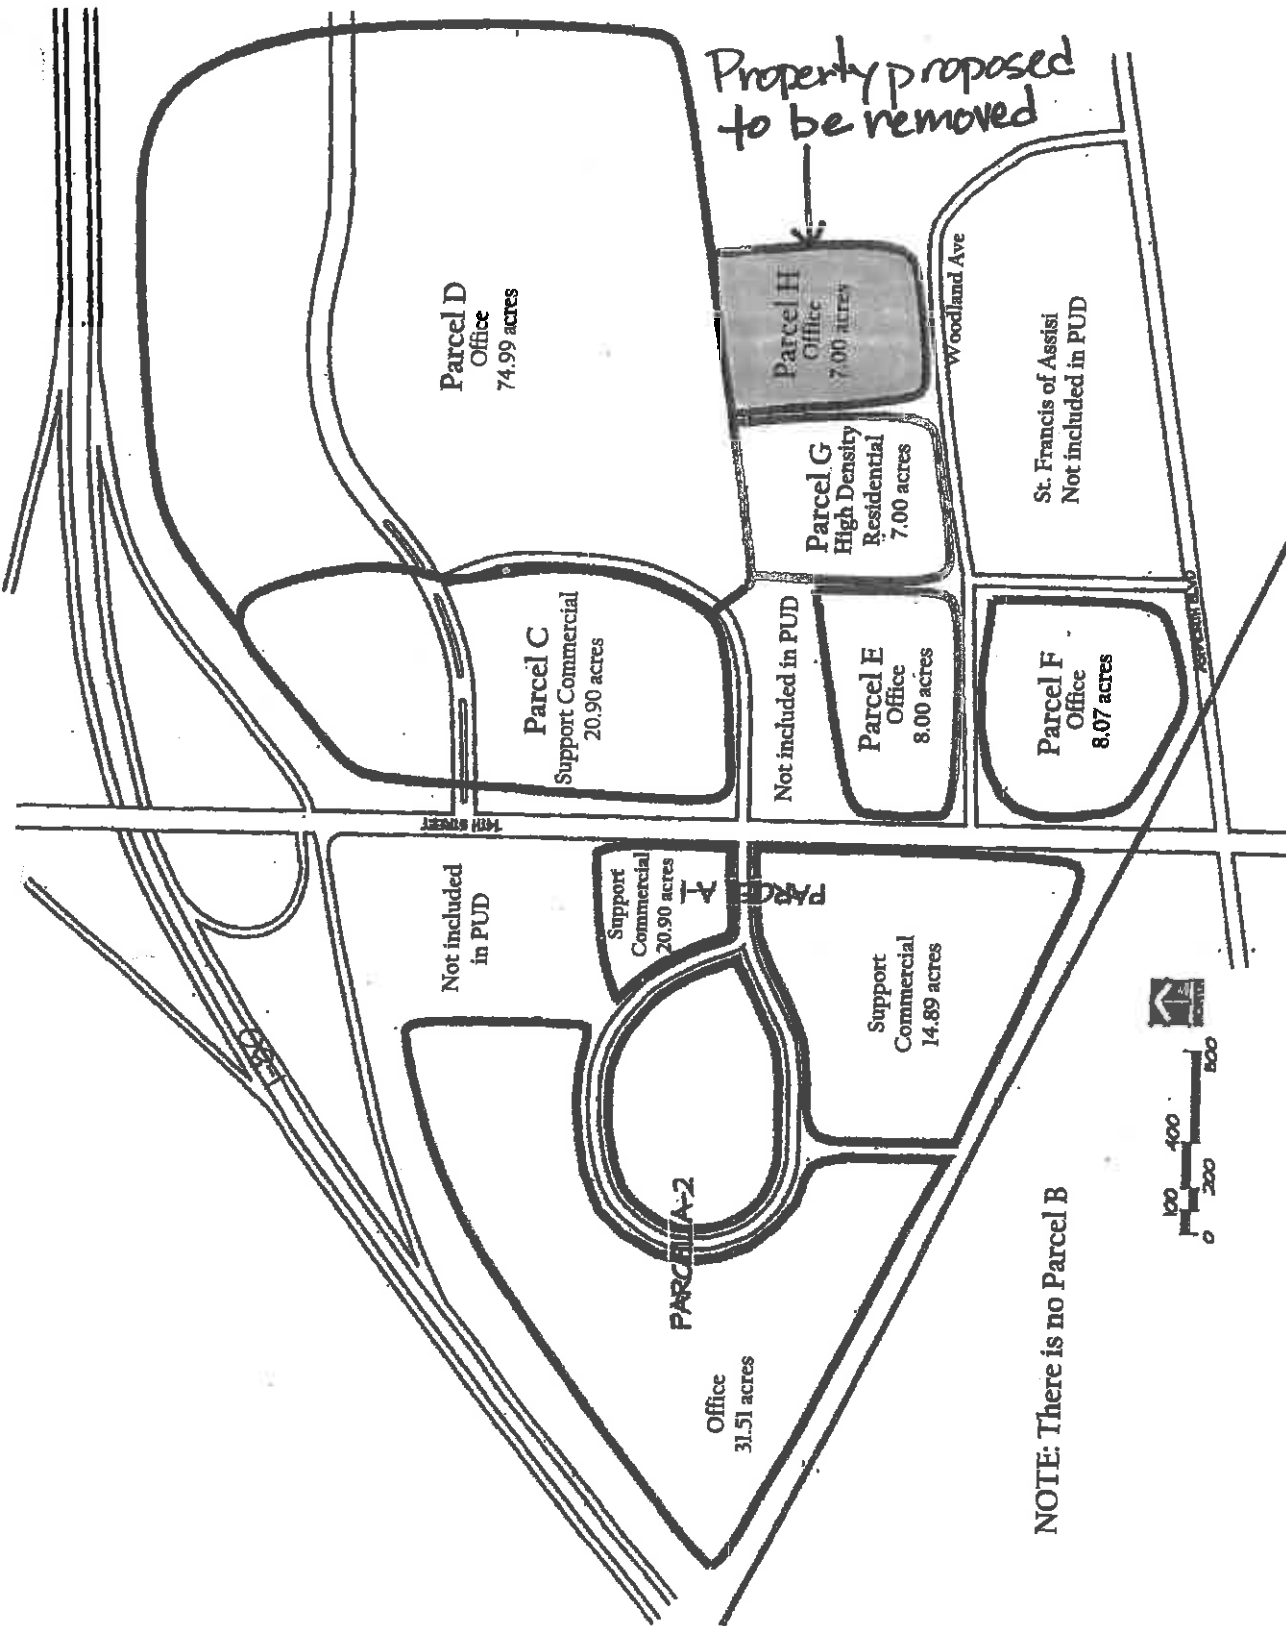 Property proposed
to be removed
Parcel D
Office
74.99 acres
Parcel H
Office
7.00 acres
Woodland Ave
Parcel G
High Density
Residential
7.00 acres
St. Francis of Assisi
Not included in PUD
Parcel C
Support Commercial
20.90 acres
Not included in PUD
Parcel E
Office
8.00 acres
Parcel F
Office
8.07 acres
14TH STREET
Not included
in PUD
Support
Commercial
20.90 acres
Support
Commercial
14.89 acres
I-80
PARCEL A-2
Office
31.51 acres
NOTE: There is no Parcel B
0
100
200
400
800